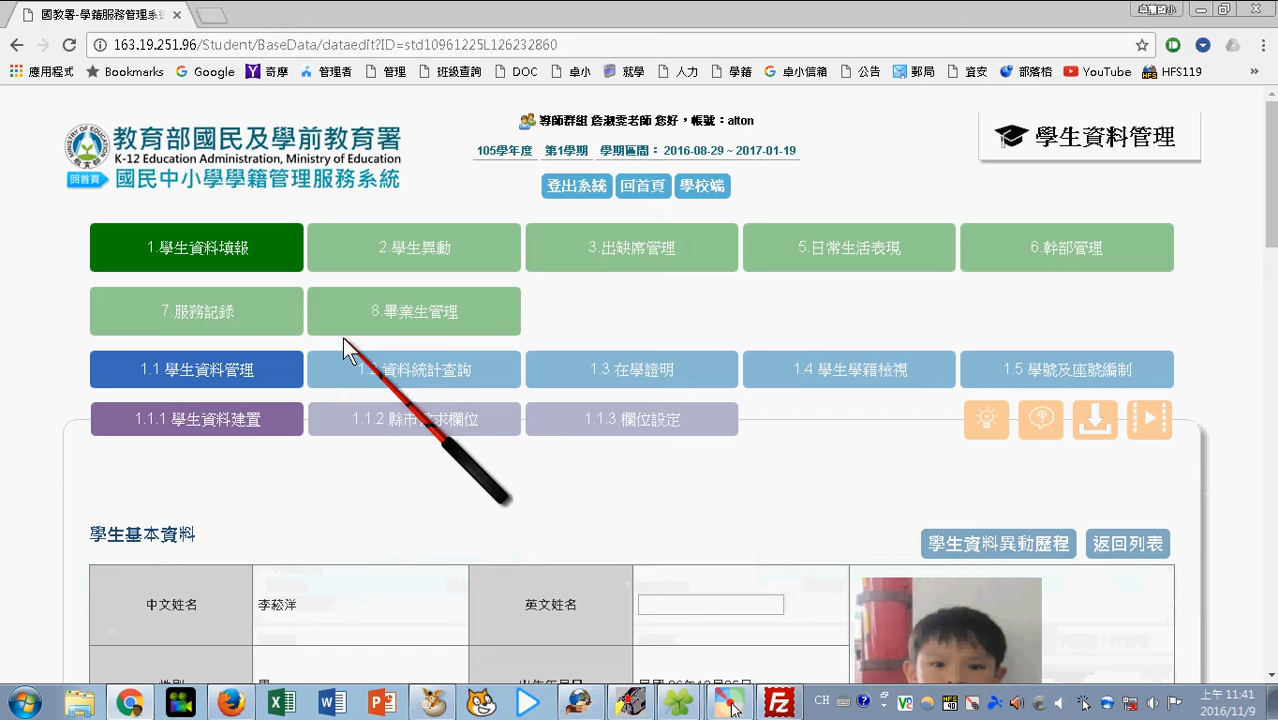 國教署-學籍服務管理系
163.19.251.96/Student/BaseData/dataedit?ID=std10961225L126232860
應用程式 Bookmarks Google 奇摩 管理者 管理 班級查詢 DOC 卓小 就學 人力 學籍 卓小信箱 公告 郵局 資安 部落格 YouTube HFS119 »
教育部國民及學前教育署
K-12 Education Administration, Ministry of Education
回首頁 國民中小學學籍管理服務系統
導師群組 詹淑雯老師 您好，帳號：alton
105學年度 第1學期 學期區間： 2016-08-29 ~ 2017-01-19
登出系統 回首頁 學校端
學生資料管理
1.學生資料填報 2.學生異動 3.出缺席管理 5.日常生活表現 6.幹部管理
7.服務記錄 8.畢業生管理
1.1 學生資料管理 1.2 資料統計查詢 1.3 在學證明 1.4 學生學籍檢視 1.5 學號及座號編制
1.1.1 學生資料建置 1.1.2 縣市需求欄位 1.1.3 欄位設定
學生基本資料
學生資料異動歷程 返回列表
中文姓名 李菘洋 英文姓名
CH
上午 11:41
2016/11/9